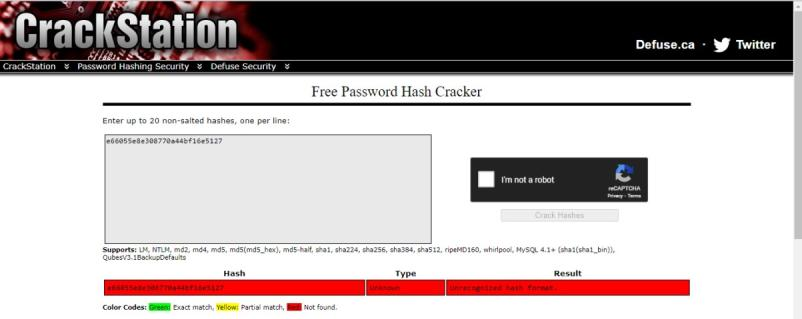 CrackStation
Defuse.ca · Twitter
CrackStation Password Hashing Security Defuse Security
Free Password Hash Cracker
Enter up to 20 non-salted hashes, one per line:
e66055e8e308770a44bf16e5127
I'm not a robot
reCAPTCHA
Privacy - Terms
Crack Hashes
Supports: LM, NTLM, md2, md4, md5, md5(md5_hex), md5-half, sha1, sha224, sha256, sha384, sha512, ripeMD160, whirlpool, MySQL 4.1+ (sha1(sha1_bin)),
QubesV3.1BackupDefaults
Hash Type Result
e66055e8e308770a44bf16e5127 Unknown Unrecognized hash format.
Color Codes: Green: Exact match, Yellow: Partial match, Red: Not found.